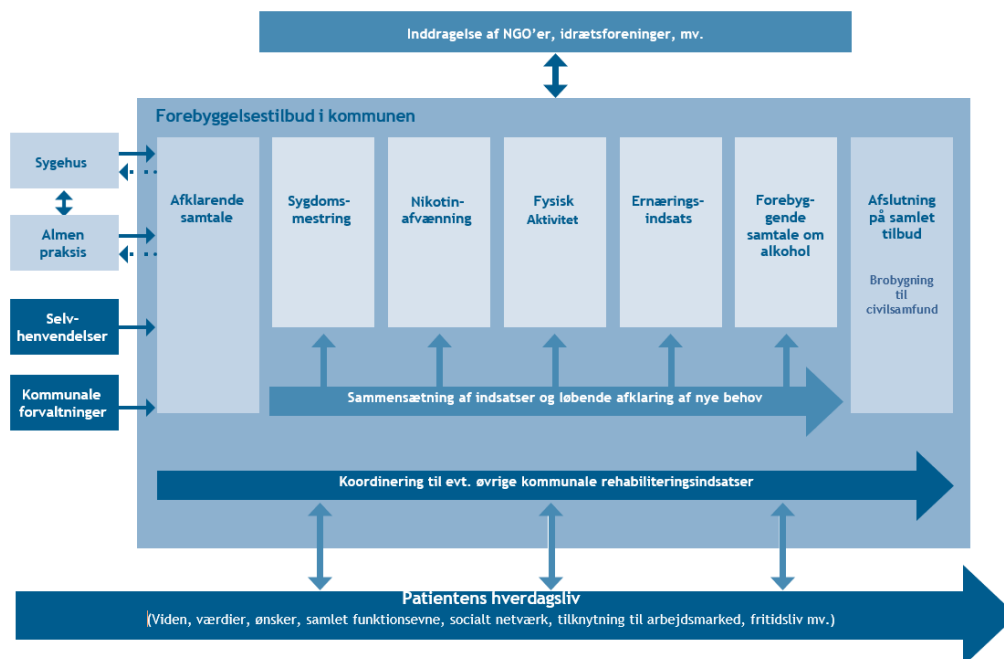 Inddragelse af NGO'er, idrætsforeninger, mv.
Forebyggelsestilbud i kommunen
Sygehus
Almen
praksis
Selv-
henvendelser
Kommunale
forvaltninger
Afklarende
samtale
Sygdoms-
mestring
Nikotin-
afvænning
Fysisk
Aktivitet
Ernærings-
indsats
Forebyg-
gende
samtale om
alkohol
Afslutning
på samlet
tilbud
Brobygning
til
civilsamfund
Sammensætning af indsatser og løbende afklaring af nye behov
Koordinering til evt. øvrige kommunale rehabiliteringsindsatser
Patientens hverdagsliv
(Viden, værdier, ønsker, samlet funktionsevne, socialt netværk, tilknytning til arbejdsmarked, fritidsliv mv.)